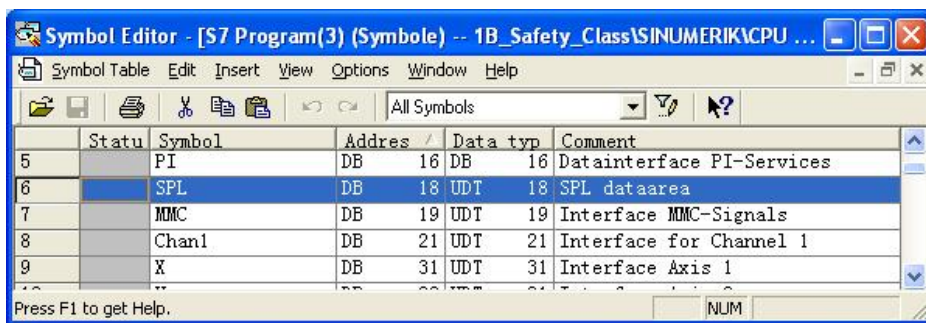 Symbol Editor - [S7 Program(3) (Symbole) -- 1B_Safety_Class\SINUMERIK\CPU ...
Symbol Table Edit Insert View Options Window Help
All Symbols
Statu Symbol Addres Data typ Comment
5 PI DB 16 DB 16 Datainterface PI-Services
6 SPL DB 18 UDT 18 SPL dataarea
7 MMC DB 19 UDT 19 Interface MMC-Signals
8 Chan1 DB 21 UDT 21 Interface for Channel 1
9 X DB 31 UDT 31 Interface Axis 1
Press F1 to get Help. NUM